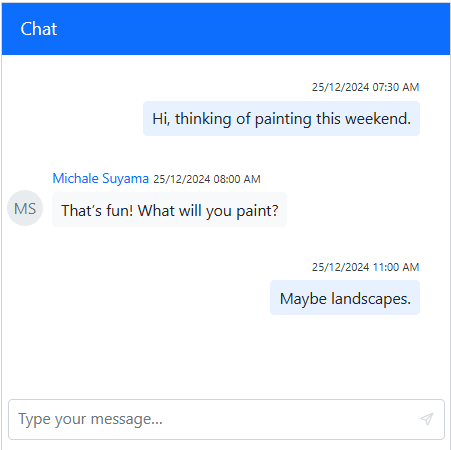 Chat
25/12/2024 07:30 AM
Hi, thinking of painting this weekend.
Michale Suyama 25/12/2024 08:00 AM
MS
That's fun! What will you paint?
25/12/2024 11:00 AM
Maybe landscapes.
Type your message...